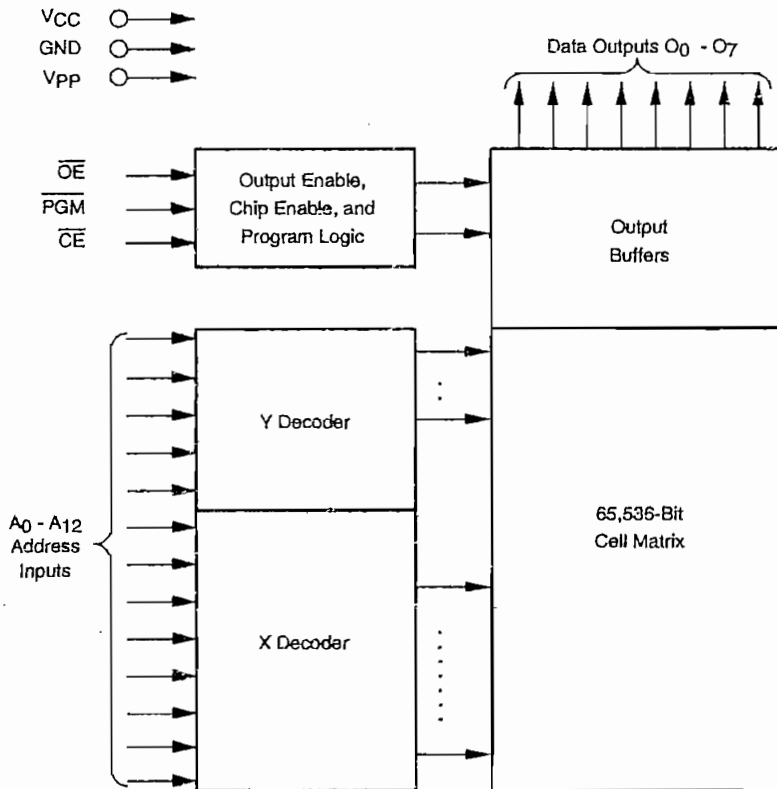 VCC
GND
VPP
Data Outputs O0 - O7
OE
PGM
CE
Output Enable,
Chip Enable, and
Program Logic
Output
Buffers
Y Decoder
A0 - A12
Address
Inputs
X Decoder
65,536-Bit
Cell Matrix